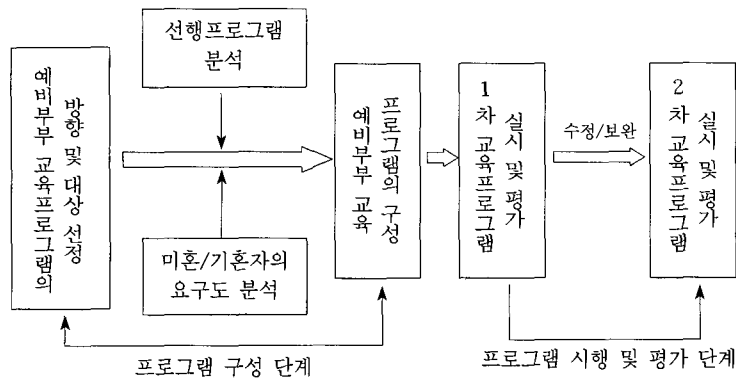 예비부부 교육프로그램의
방향 및 대상 선정
선행프로그램
분석
미혼/기혼자의
요구도 분석
예비부부 교육
프로그램의 구성
1차 교육프로그램
실시 및 평가
수정/보완
2차 교육프로그램
실시 및 평가
프로그램 구성 단계
프로그램 시행 및 평가 단계